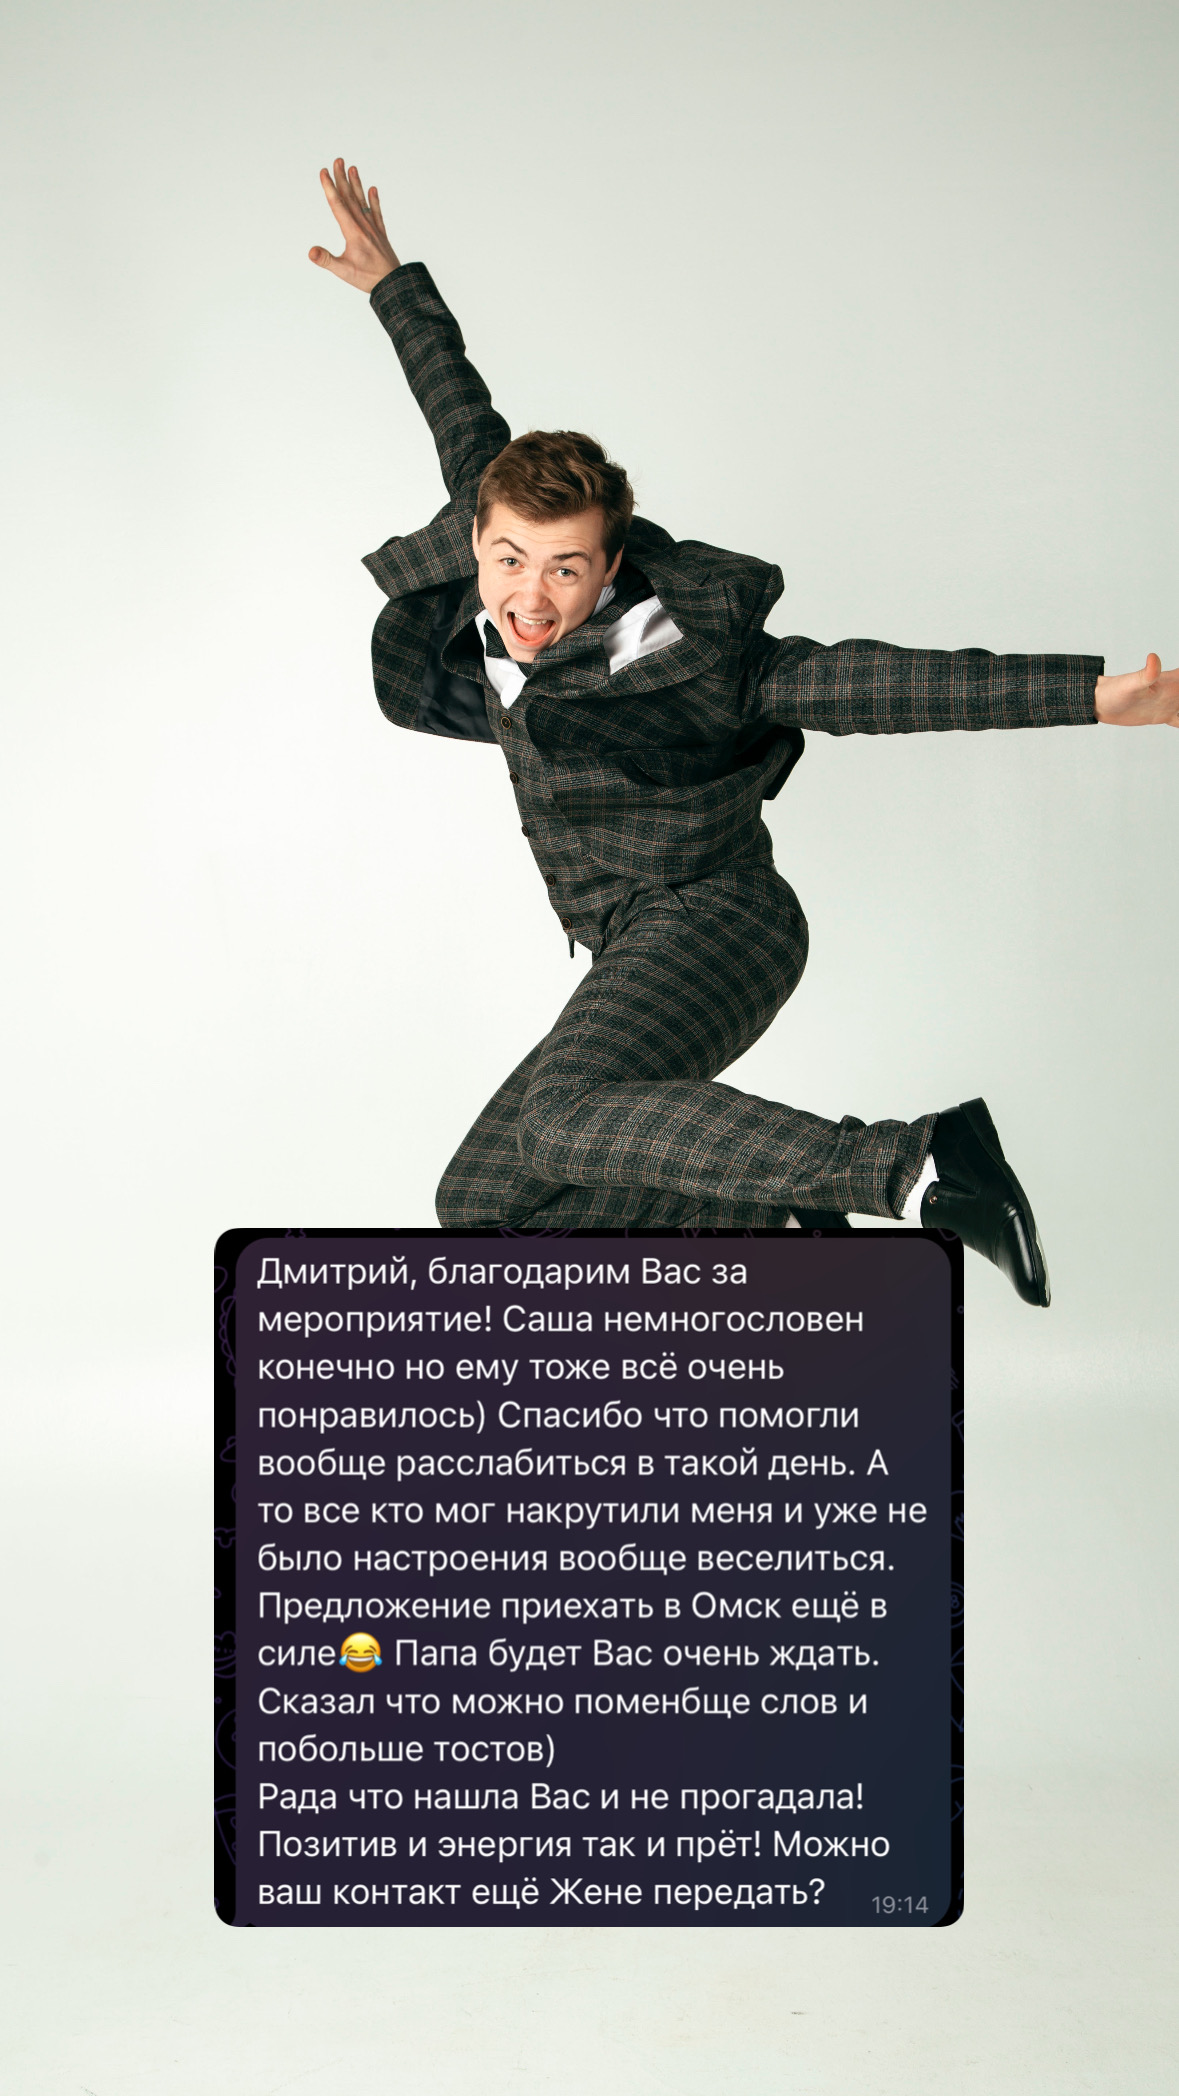 Дмитрий, благодарим Вас за
мероприятие! Саша немногословен
конечно но ему тоже всё очень
понравилось) Спасибо что помогли
вообще расслабиться в такой день. А
то все кто мог накрутили меня и уже не
было настроения вообще веселиться.
Предложение приехать в Омск ещё в
силе😂 Папа будет Вас очень ждать.
Сказал что можно поменбще слов и
побольше тостов)
Рада что нашла Вас и не прогадала!
Позитив и энергия так и прёт! Можно
ваш контакт ещё Жене передать?
19:14